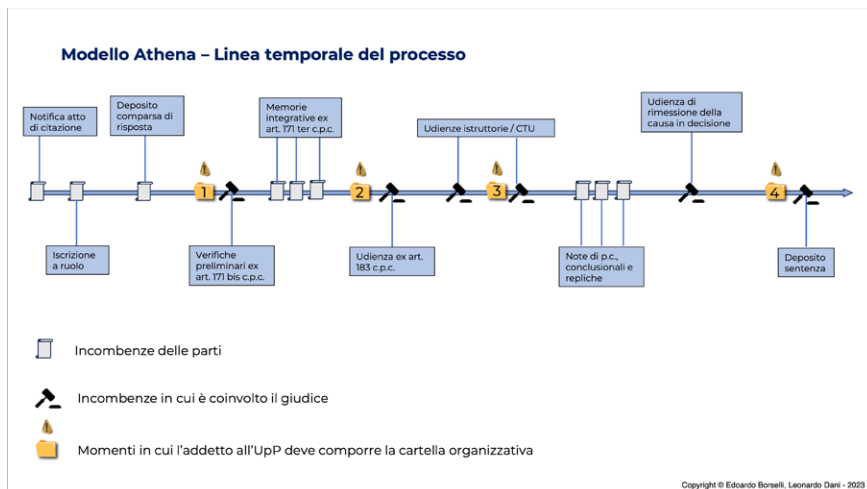 Modello Athena – Linea temporale del processo
Notifica atto
di citazione
Deposito
comparsa di
risposta
Memorie
integrative ex
art. 171 ter c.p.c.
Udienze istruttorie / CTU
Udienza di
rimessione della
causa in decisione
1
2
3
4
Iscrizione
a ruolo
Verifiche
preliminari ex
art. 171 bis c.p.c.
Udienza ex art.
183 c.p.c.
Note di p.c.,
conclusionali e
repliche
Deposito
sentenza
Incombenze delle parti
Incombenze in cui è coinvolto il giudice
Momenti in cui l'addetto all'UpP deve comporre la cartella organizzativa
Copyright © Edoardo Borselli, Leonardo Dani - 2023